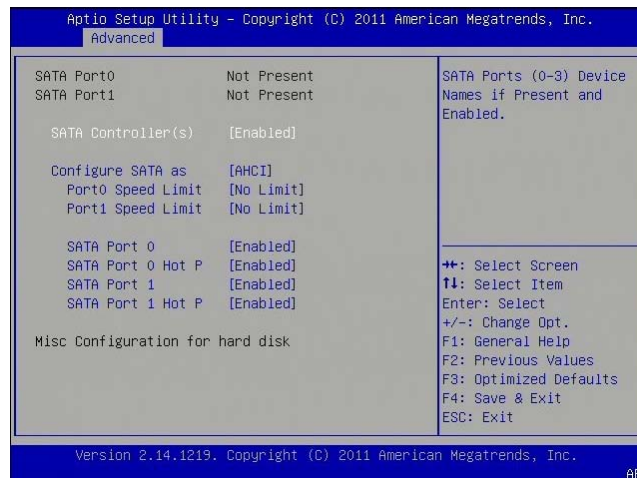 Aptio Setup Utility – Copyright (C) 2011 American Megatrends, Inc.
Advanced
SATA Port0 Not Present
SATA Port1 Not Present
SATA Controller(s) [Enabled]
Configure SATA as [AHCI]
Port0 Speed Limit [No Limit]
Port1 Speed Limit [No Limit]
SATA Port 0 [Enabled]
SATA Port 0 Hot P [Enabled]
SATA Port 1 [Enabled]
SATA Port 1 Hot P [Enabled]
Misc Configuration for hard disk
SATA Ports (0-3) Device
Names if Present and
Enabled.
→←: Select Screen
↑↓: Select Item
Enter: Select
+/-: Change Opt.
F1: General Help
F2: Previous Values
F3: Optimized Defaults
F4: Save & Exit
ESC: Exit
Version 2.14.1219. Copyright (C) 2011 American Megatrends, Inc.